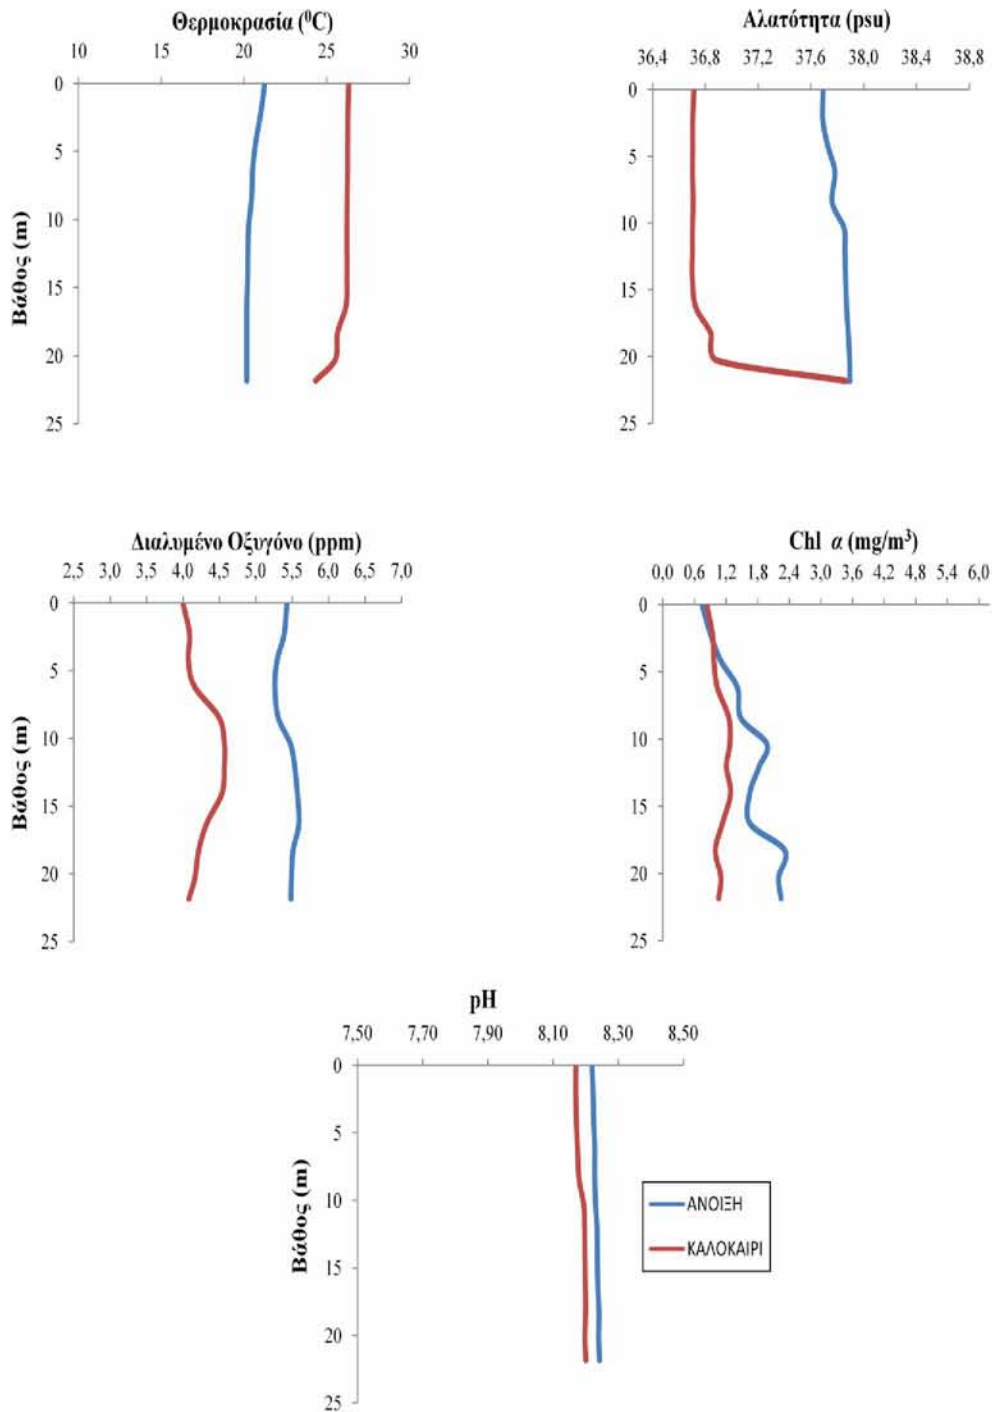 Θερμοκρασία (⁰C)
10 15 20 25 30
0
5
10
15
20
25
Βάθος (m)
Αλατότητα (psu)
36,4 36,8 37,2 37,6 38,0 38,4 38,8
0
5
10
15
20
25
Διαλυμένο Οξυγόνο (ppm)
2,5 3,0 3,5 4,0 4,5 5,0 5,5 6,0 6,5 7,0
0
5
10
15
20
25
Βάθος (m)
Chl α (mg/m³)
0,0 0,6 1,2 1,8 2,4 3,0 3,6 4,2 4,8 5,4 6,0
0
5
10
15
20
25
pH
7,50 7,70 7,90 8,10 8,30 8,50
0
5
10
15
20
25
Βάθος (m)
ΑΝΟΙΞΗ
ΚΑΛΟΚΑΙΡΙ